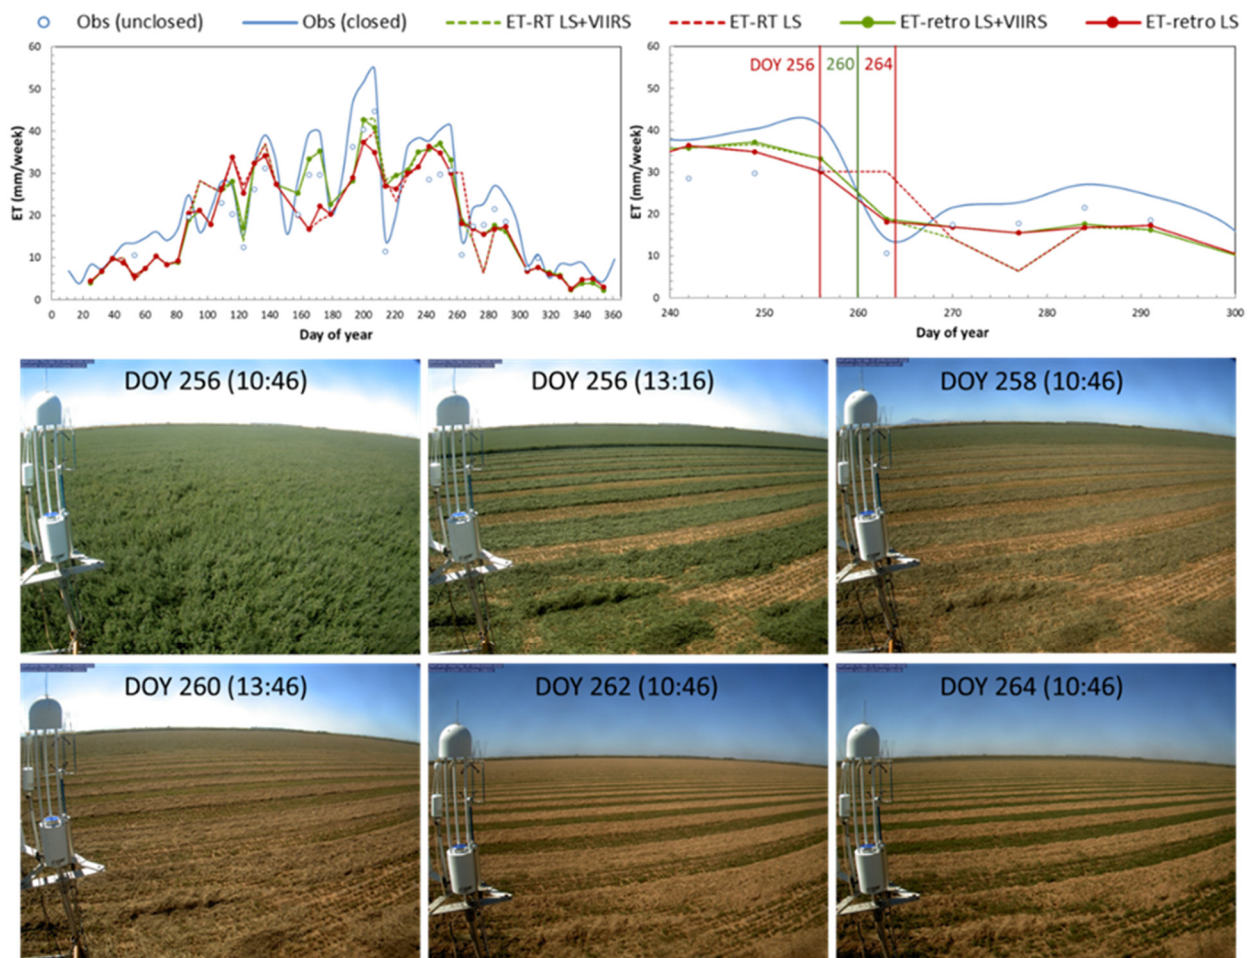 Obs (unclosed) Obs (closed) ET-RT LS+VIIRS ET-RT LS ET-retro LS+VIIRS ET-retro LS
60
50
40
30
20
10
0
ET (mm/week)
0 20 40 60 80 100 120 140 160 180 200 220 240 260 280 300 320 340 360
Day of year
60
50
40
30
20
10
0
ET (mm/week)
DOY 256 260 264
240 250 260 270 280 290 300
Day of year
DOY 256 (10:46) DOY 256 (13:16) DOY 258 (10:46)
DOY 260 (13:46) DOY 262 (10:46) DOY 264 (10:46)